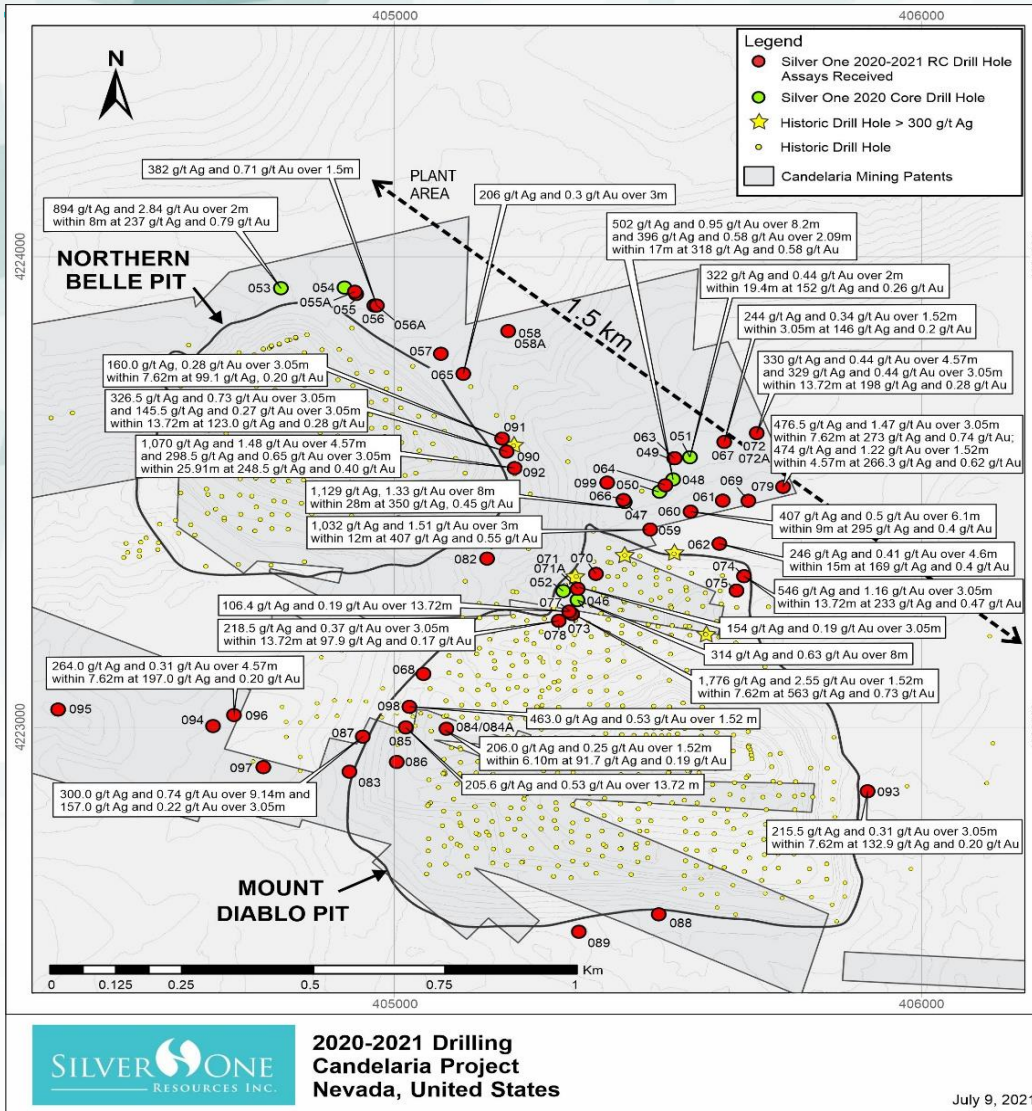 405000
406000
4224000
4223000
N
Legend
Silver One 2020-2021 RC Drill Hole
Assays Received
Silver One 2020 Core Drill Hole
Historic Drill Hole > 300 g/t Ag
Historic Drill Hole
Candelaria Mining Patents
PLANT
AREA
1.5 km
382 g/t Ag and 0.71 g/t Au over 1.5m
206 g/t Ag and 0.3 g/t Au over 3m
894 g/t Ag and 2.84 g/t Au over 2m
within 8m at 237 g/t Ag and 0.79 g/t Au
502 g/t Ag and 0.95 g/t Au over 8.2m
and 396 g/t Ag and 0.58 g/t Au over 2.09m
within 17m at 318 g/t Ag and 0.58 g/t Au
322 g/t Ag and 0.44 g/t Au over 2m
within 19.4m at 152 g/t Ag and 0.26 g/t Au
244 g/t Ag and 0.34 g/t Au over 1.52m
within 3.05m at 146 g/t Ag and 0.2 g/t Au
330 g/t Ag and 0.44 g/t Au over 4.57m
and 329 g/t Ag and 0.44 g/t Au over 3.05m
within 13.72m at 198 g/t Ag and 0.28 g/t Au
NORTHERN
BELLE PIT
053
054
055A
055
056
056A
057
058
058A
065
160.0 g/t Ag, 0.28 g/t Au over 3.05m
within 7.62m at 99.1 g/t Ag, 0.20 g/t Au
326.5 g/t Ag and 0.73 g/t Au over 3.05m
and 145.5 g/t Ag and 0.27 g/t Au over 3.05m
within 13.72m at 123.0 g/t Ag and 0.28 g/t Au
1,070 g/t Ag and 1.48 g/t Au over 4.57m
and 298.5 g/t Ag and 0.65 g/t Au over 3.05m
within 25.91m at 248.5 g/t Ag and 0.40 g/t Au
1,129 g/t Ag, 1.33 g/t Au over 8m
within 28m at 350 g/t Ag, 0.45 g/t Au
1,032 g/t Ag and 1.51 g/t Au over 3m
within 12m at 407 g/t Ag and 0.55 g/t Au
476.5 g/t Ag and 1.47 g/t Au over 3.05m
within 7.62m at 273 g/t Ag and 0.74 g/t Au;
474 g/t Ag and 1.22 g/t Au over 1.52m
within 4.57m at 266.3 g/t Ag and 0.62 g/t Au
407 g/t Ag and 0.5 g/t Au over 6.1m
within 9m at 295 g/t Ag and 0.4 g/t Au
246 g/t Ag and 0.41 g/t Au over 4.6m
within 15m at 169 g/t Ag and 0.4 g/t Au
546 g/t Ag and 1.16 g/t Au over 3.05m
within 13.72m at 233 g/t Ag and 0.47 g/t Au
091
090
092
063
051
049
067
072
072A
064
048
099
050
069
079
066
047
060
061
059
062
082
071
071A
070
074
075
052
077
046
078
073
106.4 g/t Ag and 0.19 g/t Au over 13.72m
218.5 g/t Ag and 0.37 g/t Au over 3.05m
within 13.72m at 97.9 g/t Ag and 0.17 g/t Au
154 g/t Ag and 0.19 g/t Au over 3.05m
314 g/t Ag and 0.63 g/t Au over 8m
1,776 g/t Ag and 2.55 g/t Au over 1.52m
within 7.62m at 563 g/t Ag and 0.73 g/t Au
264.0 g/t Ag and 0.31 g/t Au over 4.57m
within 7.62m at 197.0 g/t Ag and 0.20 g/t Au
068
098
095
094
096
087
085
084/084A
097
083
086
093
463.0 g/t Ag and 0.53 g/t Au over 1.52 m
206.0 g/t Ag and 0.25 g/t Au over 1.52m
within 6.10m at 91.7 g/t Ag and 0.19 g/t Au
205.6 g/t Ag and 0.53 g/t Au over 13.72 m
300.0 g/t Ag and 0.74 g/t Au over 9.14m and
157.0 g/t Ag and 0.22 g/t Au over 3.05m
215.5 g/t Ag and 0.31 g/t Au over 3.05m
within 7.62m at 132.9 g/t Ag and 0.20 g/t Au
MOUNT
DIABLO PIT
088
089
Km
0 0.125 0.25 0.5 0.75 1
405000
406000
SILVER ONE
RESOURCES INC.
2020-2021 Drilling
Candelaria Project
Nevada, United States
July 9, 2021